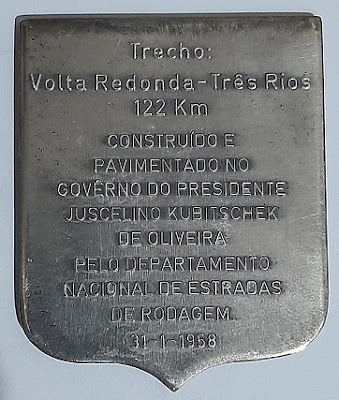 Trecho:
Volta Redonda-Três Rios
122 Km
CONSTRUÍDO E
PAVIMENTADO NO
GOVÊRNO DO PRESIDENTE
JUSCELINO KUBITSCHEK
DE OLIVEIRA
PELO DEPARTAMENTO
NACIONAL DE ESTRADAS
DE RODAGEM.
31-1-1958